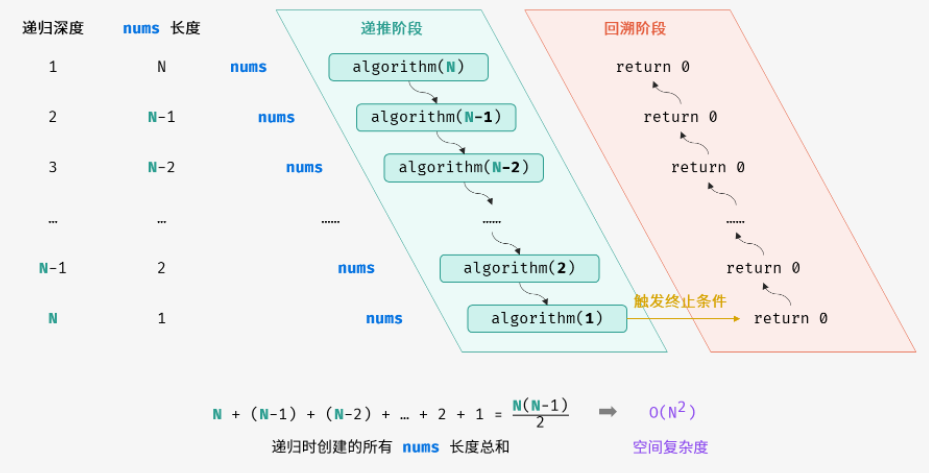 递归深度 nums 长度 递推阶段 回溯阶段
1 N nums algorithm(N) return 0
2 N-1 nums algorithm(N-1) return 0
3 N-2 nums algorithm(N-2) return 0
… … …… …… ……
N-1 2 nums algorithm(2) return 0
触发终止条件
N 1 nums algorithm(1) return 0
N + (N-1) + (N-2) + … + 2 + 1 = N(N-1)/2 ➡ O(N²)
递归时创建的所有 nums 长度总和 空间复杂度